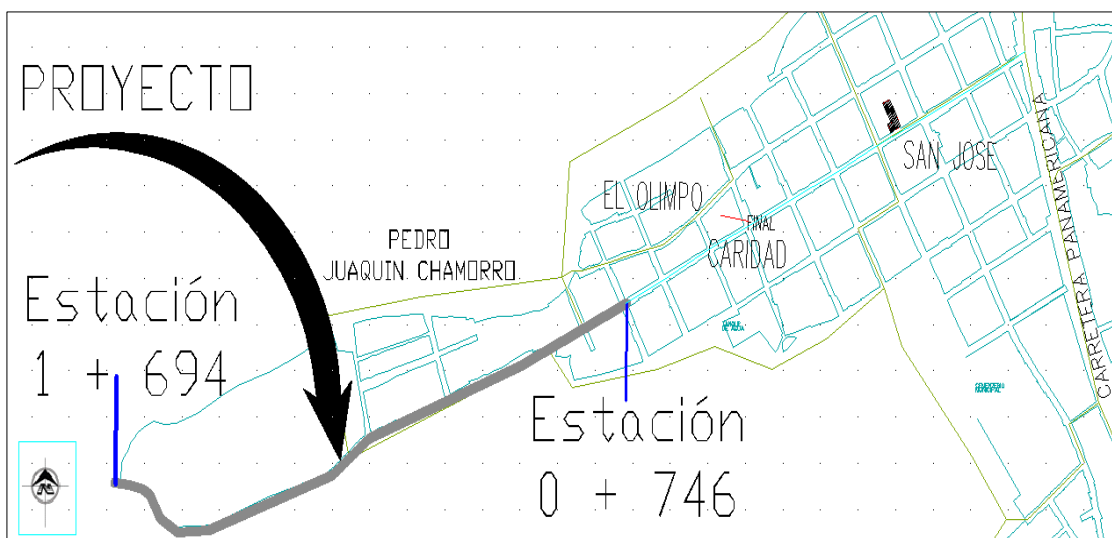 PROYECTO
SAN JOSE
EL OLIMPO
FINAL
CARIDAD
PEDRO
JUAQUIN CHAMORRO
CARRETERA PANAMERICANA
Estación
1 + 694
Estación
0 + 746
N